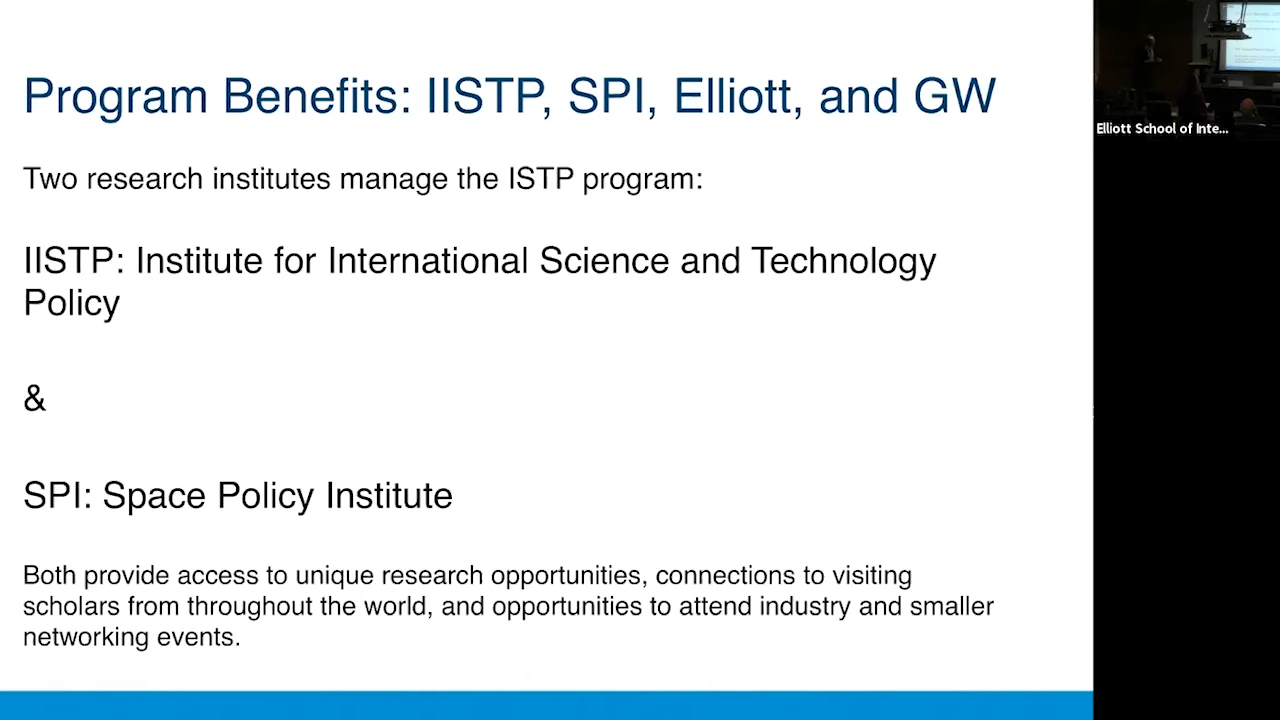 Program Benefits: IISTP, SPI, Elliott, and GW
Two research institutes manage the ISTP program:
IISTP: Institute for International Science and Technology
Policy
&
SPI: Space Policy Institute
Both provide access to unique research opportunities, connections to visiting
scholars from throughout the world, and opportunities to attend industry and smaller
networking events.
Elliott School of Inte...